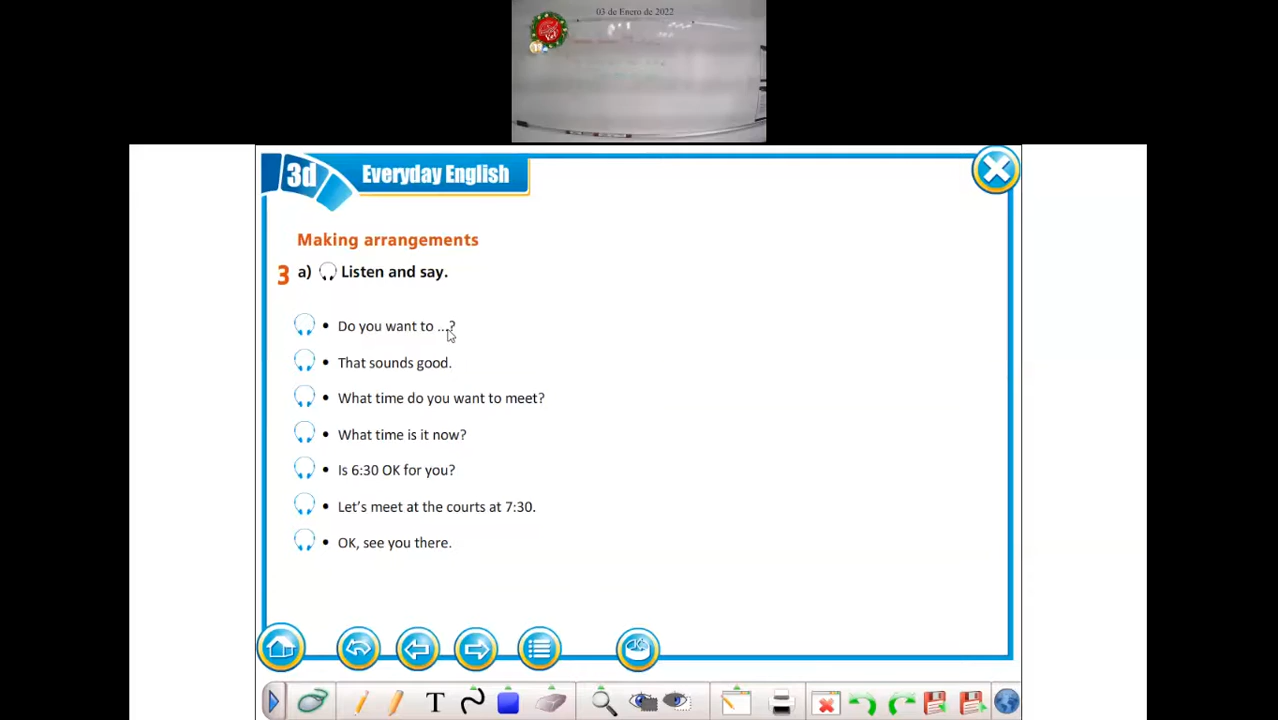 03 de Enero de 2022
3d Everyday English
Making arrangements
3 a) Listen and say.
• Do you want to ...?
• That sounds good.
• What time do you want to meet?
• What time is it now?
• Is 6:30 OK for you?
• Let's meet at the courts at 7:30.
• OK, see you there.
T